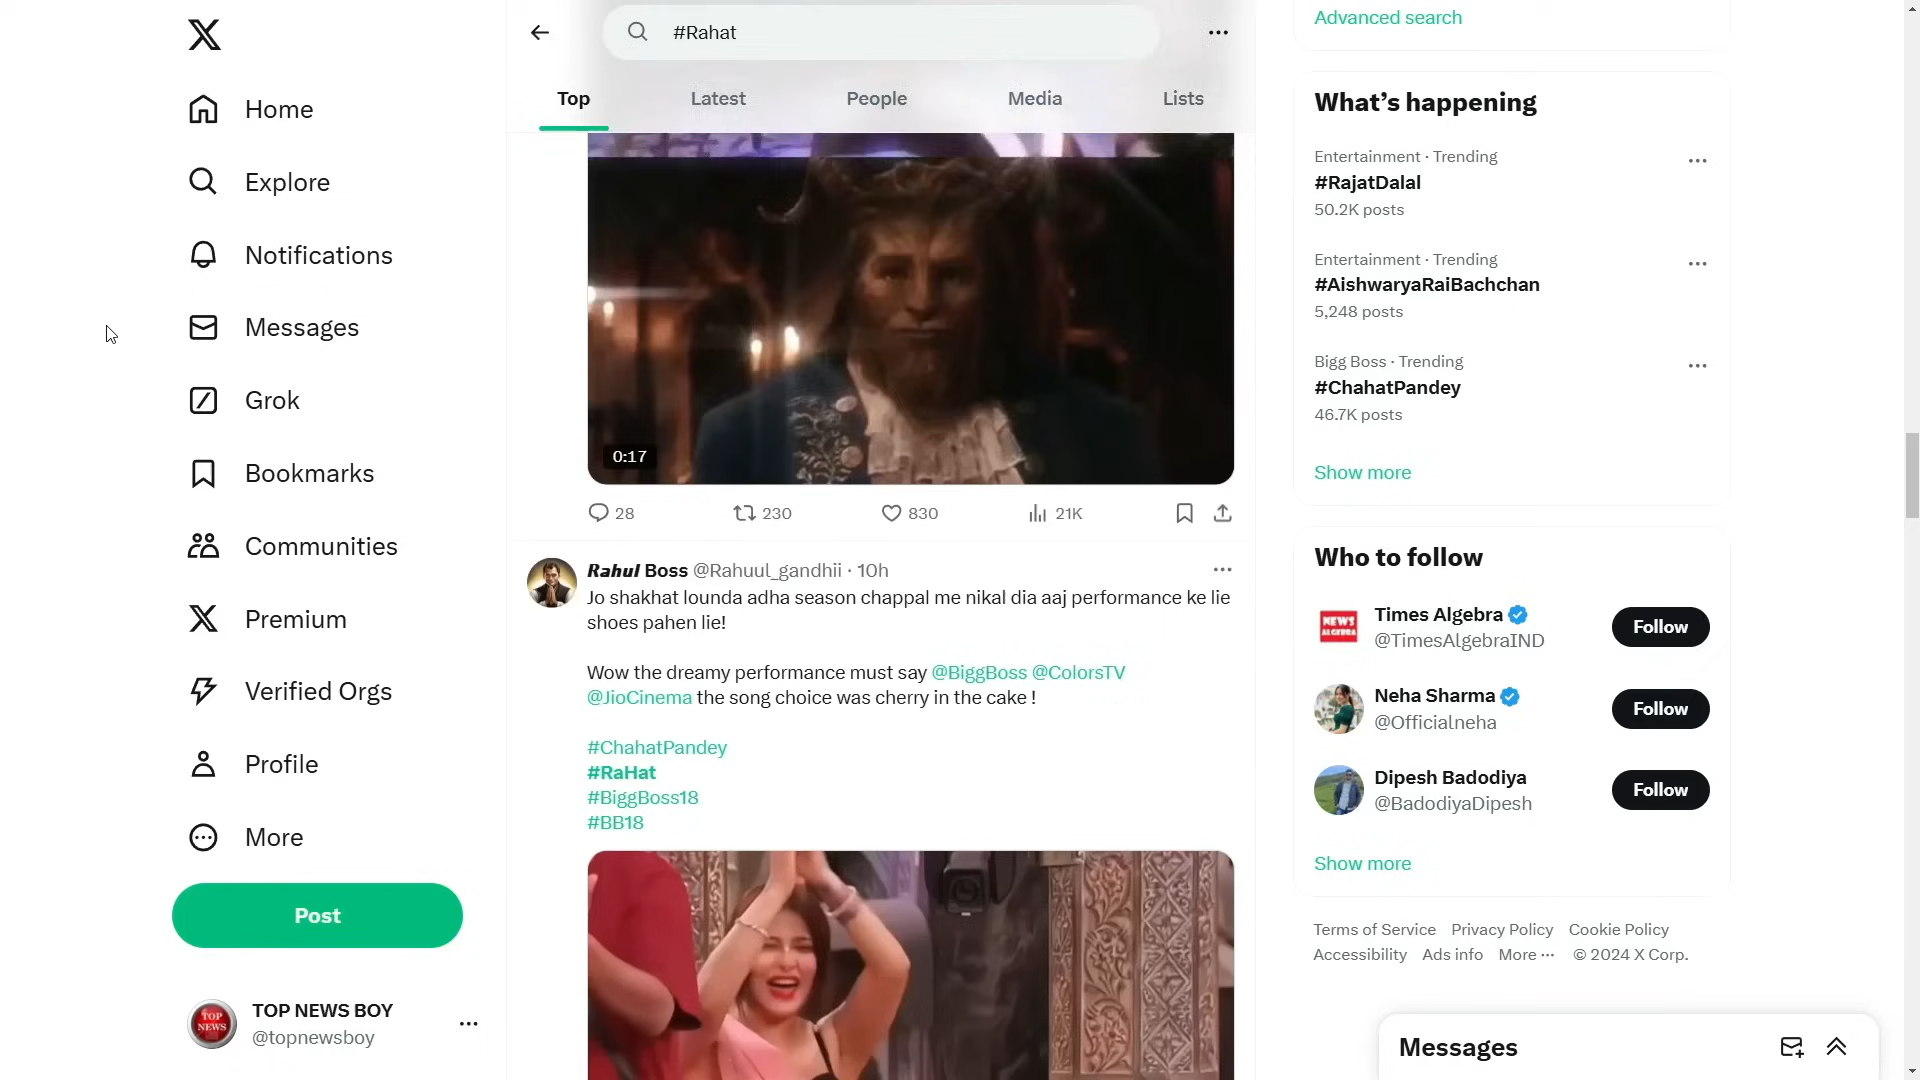 Home
Explore
Notifications
Messages
Grok
Bookmarks
Communities
Premium
Verified Orgs
Profile
More
Post
TOP NEWS BOY
@topnewsboy
TOP
NEWS
#Rahat
Top
Latest
People
Media
Lists
0:17
28
230
830
21K
Rahul Boss @Rahuul_gandhii · 10h
Jo shakhat lounda adha season chappal me nikal dia aaj performance ke lie
shoes pahen lie!
Wow the dreamy performance must say @BiggBoss @ColorsTV
@JioCinema the song choice was cherry in the cake !
#ChahatPandey
#RaHat
#BiggBoss18
#BB18
Advanced search
What’s happening
Entertainment · Trending
#RajatDalal
50.2K posts
Entertainment · Trending
#AishwaryaRaiBachchan
5,248 posts
Bigg Boss · Trending
#ChahatPandey
46.7K posts
Show more
Who to follow
NEWS
ALGEBRA
Times Algebra
@TimesAlgebraIND
Follow
Neha Sharma
@Officialneha
Follow
Dipesh Badodiya
@BadodiyaDipesh
Follow
Show more
Terms of Service Privacy Policy Cookie Policy
Accessibility Ads info More ··· © 2024 X Corp.
Messages